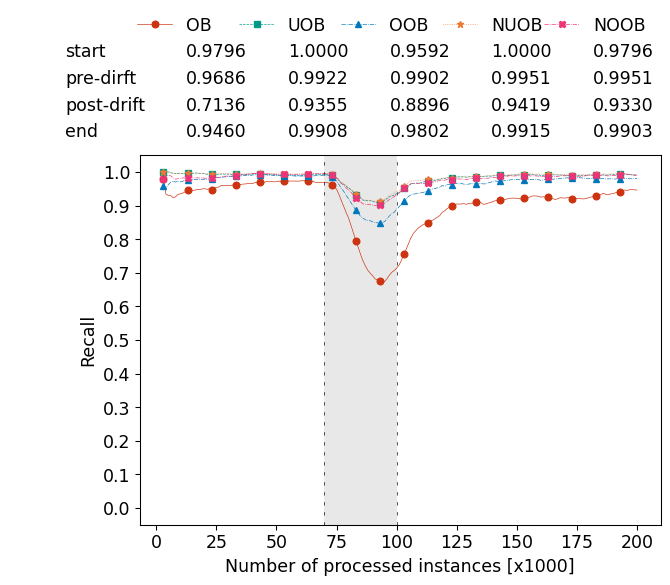 OB UOB OOB NUOB NOOB
start 0.9796 1.0000 0.9592 1.0000 0.9796
pre-dirft 0.9686 0.9922 0.9902 0.9951 0.9951
post-drift 0.7136 0.9355 0.8896 0.9419 0.9330
end 0.9460 0.9908 0.9802 0.9915 0.9903
1.0
0.9
0.8
0.7
0.6
0.5
0.4
0.3
0.2
0.1
0.0
Recall
0 25 50 75 100 125 150 175 200
Number of processed instances [x1000]